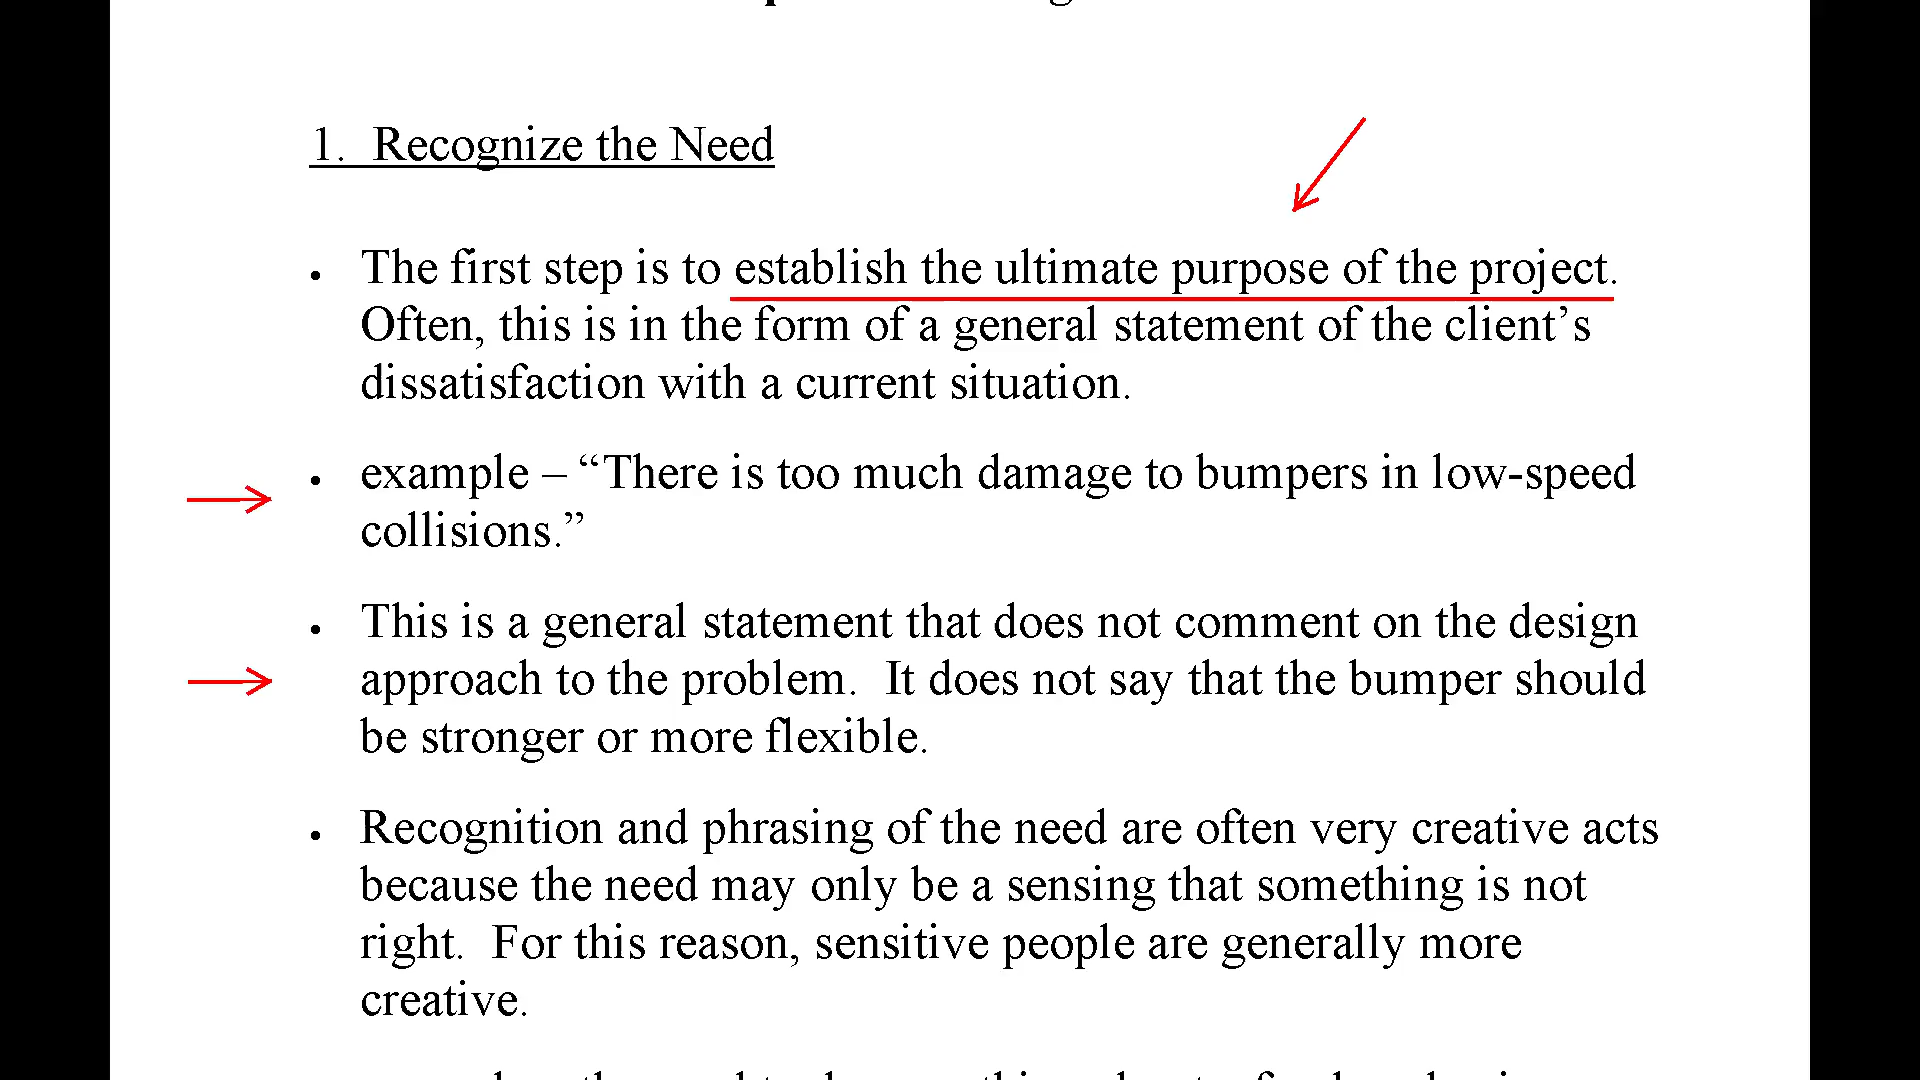 1. Recognize the Need
• The first step is to establish the ultimate purpose of the project.
Often, this is in the form of a general statement of the client’s
dissatisfaction with a current situation.
• example – “There is too much damage to bumpers in low-speed
collisions.”
• This is a general statement that does not comment on the design
approach to the problem.  It does not say that the bumper should
be stronger or more flexible.
• Recognition and phrasing of the need are often very creative acts
because the need may only be a sensing that something is not
right.  For this reason, sensitive people are generally more
creative.